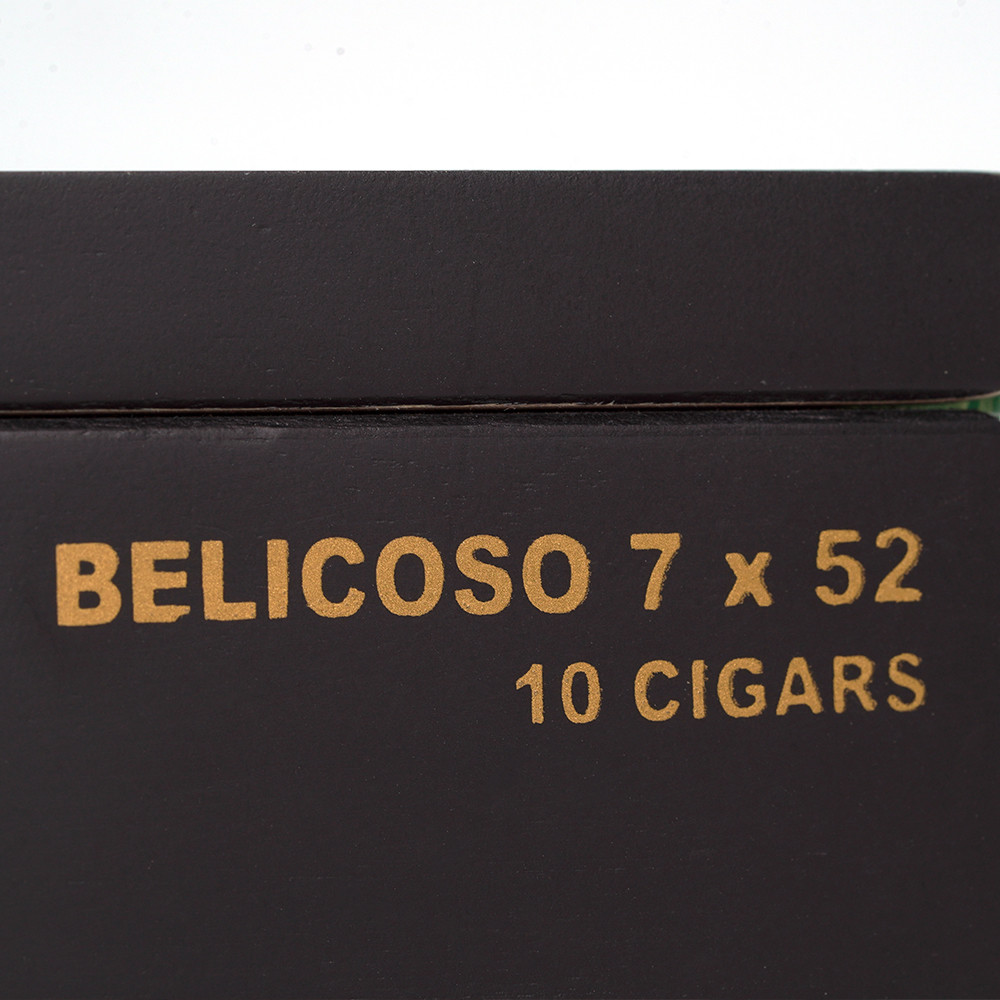 BELICOSO 7 x 52
10 CIGARS